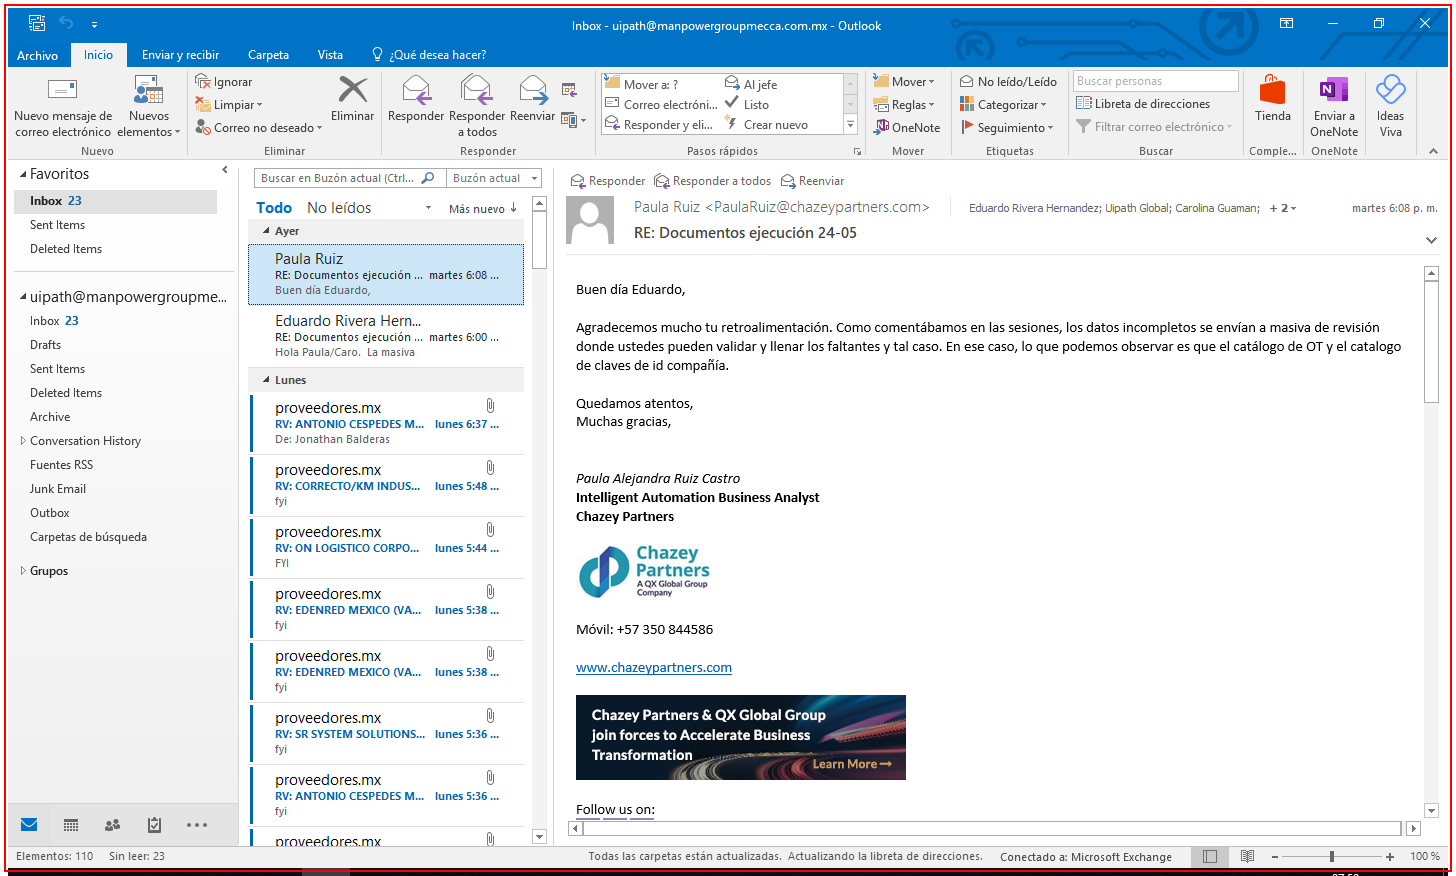 Inbox - uipath@manpowergroupmecca.com.mx - Outlook
Archivo Inicio Enviar y recibir Carpeta Vista ¿Qué desea hacer?
Nuevo mensaje de correo electrónico
Nuevos elementos
Nuevo
Ignorar
Limpiar
Correo no deseado
Eliminar
Eliminar
Responder
Responder a todos
Reenviar
Responder
Mover a: ?
Correo electróni...
Responder y eli...
Al jefe
Listo
Crear nuevo
Pasos rápidos
Mover
Reglas
OneNote
Mover
No leído/Leído
Categorizar
Seguimiento
Etiquetas
Buscar personas
Libreta de direcciones
Filtrar correo electrónico
Buscar
Tienda
Comple...
Enviar a OneNote
OneNote
Ideas Viva
Favoritos
Inbox 23
Sent Items
Deleted Items
uipath@manpowergroupme...
Inbox 23
Drafts
Sent Items
Deleted Items
Archive
Conversation History
Fuentes RSS
Junk Email
Outbox
Carpetas de búsqueda
Grupos
Buscar en Buzón actual (Ctrl... Buzón actual
Todo No leídos Más nuevo
Ayer
Paula Ruiz
RE: Documentos ejecución ... martes 6:08 ...
Buen día Eduardo,
Eduardo Rivera Hern...
RE: Documentos ejecución ... martes 6:00 ...
Hola Paula/Caro. La masiva
Lunes
proveedores.mx
RV: ANTONIO CESPEDES M... lunes 6:37 ...
De: Jonathan Balderas
proveedores.mx
RV: CORRECTO/KM INDUS... lunes 5:48 ...
fyi
proveedores.mx
RV: ON LOGISTICO CORPO... lunes 5:44 ...
FYI
proveedores.mx
RV: EDENRED MEXICO (VA... lunes 5:38 ...
fyi
proveedores.mx
RV: EDENRED MEXICO (VA... lunes 5:38 ...
fyi
proveedores.mx
RV: SR SYSTEM SOLUTIONS... lunes 5:36 ...
fyi
proveedores.mx
RV: ANTONIO CESPEDES M... lunes 5:36 ...
fyi
proveedores.mx
Responder Responder a todos Reenviar
Paula Ruiz <PaulaRuiz@chazeypartners.com> Eduardo Rivera Hernandez; Uipath Global; Carolina Guaman; + 2 martes 6:08 p. m.
RE: Documentos ejecución 24-05
Buen día Eduardo,
Agradecemos mucho tu retroalimentación. Como comentábamos en las sesiones, los datos incompletos se envían a masiva de revisión
donde ustedes pueden validar y llenar los faltantes y tal caso. En ese caso, lo que podemos observar es que el catálogo de OT y el catalogo
de claves de id compañía.
Quedamos atentos,
Muchas gracias,
Paula Alejandra Ruiz Castro
Intelligent Automation Business Analyst
Chazey Partners
Chazey
Partners
A QX Global Group
Company
Móvil: +57 350 844586
www.chazeypartners.com
Chazey Partners & QX Global Group
join forces to Accelerate Business
Transformation
Learn More
Follow us on:
Elementos: 110 Sin leer: 23 Todas las carpetas están actualizadas. Actualizando la libreta de direcciones. Conectado a: Microsoft Exchange 100 %